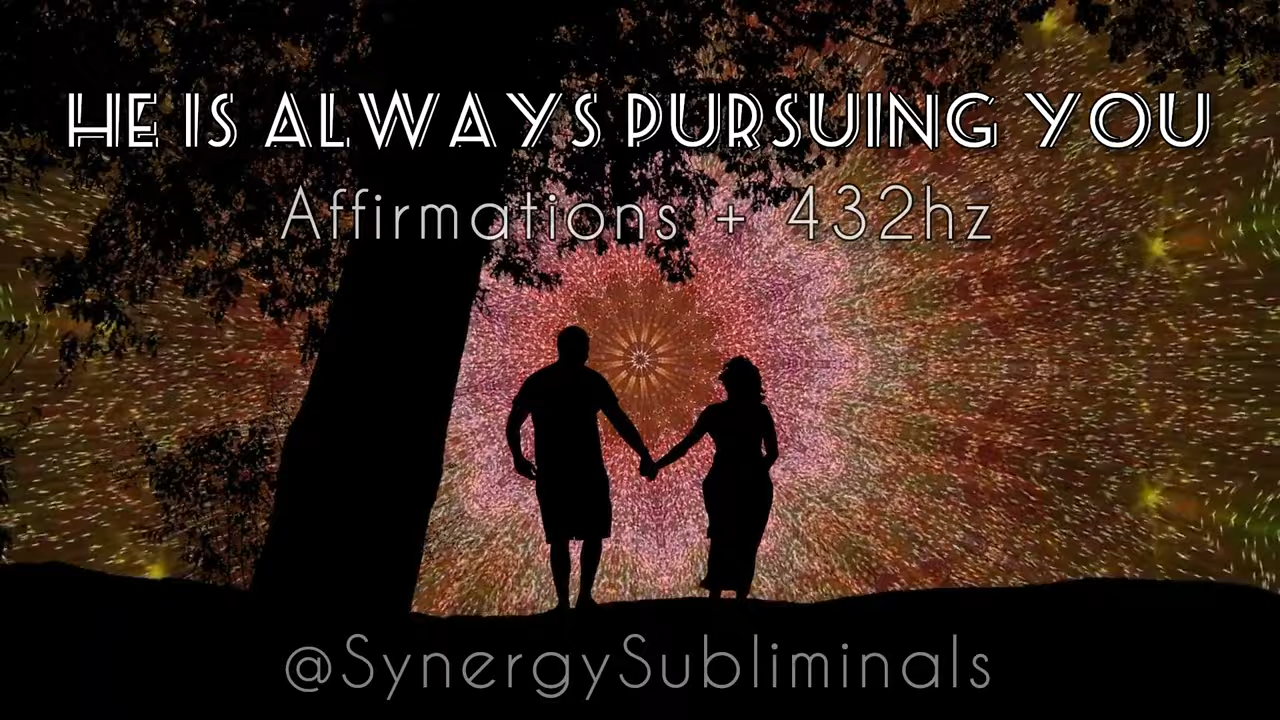 HE IS ALWAYS PURSUING YOU
Affirmations + 432hz
@SynergySubliminals